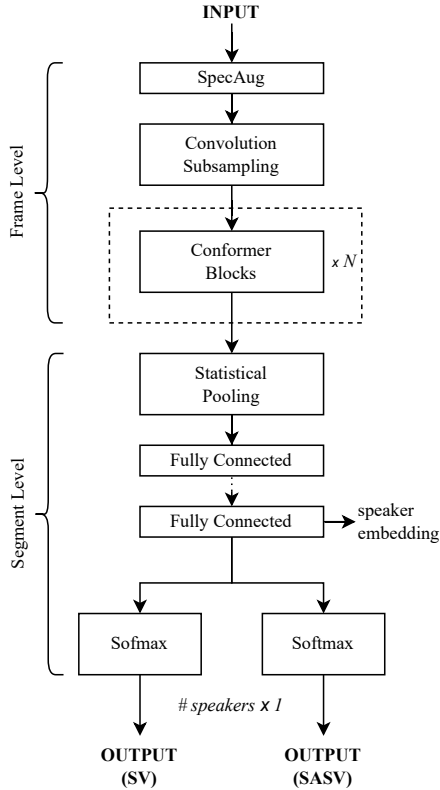 INPUT
SpecAug
Convolution
Subsampling
Frame Level
Conformer
Blocks
x N
Statistical
Pooling
Fully Connected
Segment Level
Fully Connected
speaker
embedding
Sofmax
Softmax
# speakers x 1
OUTPUT
(SV)
OUTPUT
(SASV)